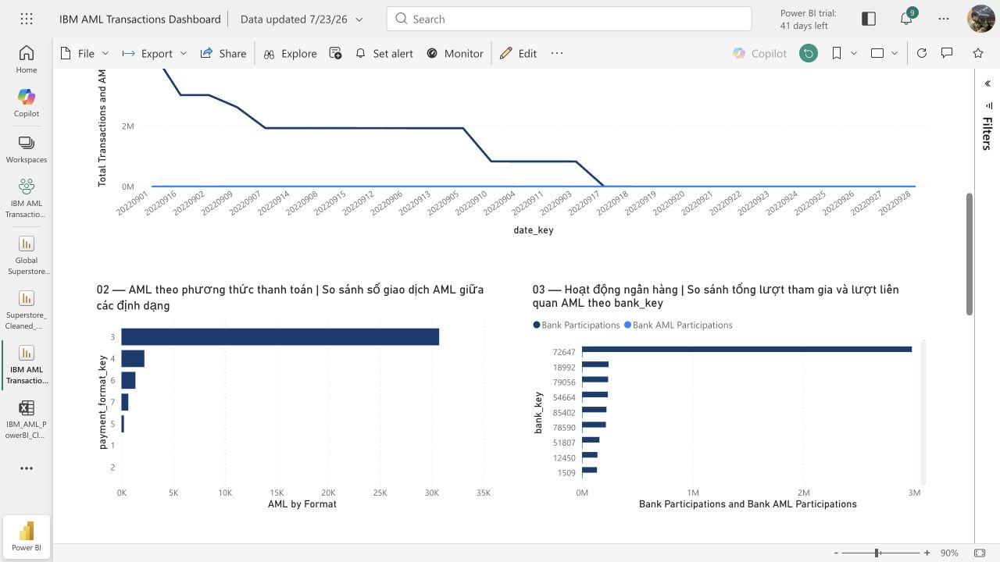 IBM AML Transactions Dashboard
Data updated 7/23/26
Search
Power BI trial:
41 days left
9
File
Export
Share
Explore
Set alert
Monitor
Edit
Copilot
Home
Copilot
Workspaces
IBM AML
Transactio...
Global
Superstore...
Superstore_
Cleaned_...
IBM AML
Transactio...
IBM_AML_P
owerBI_Cl...
Power BI
Filters
Total Transactions and AM
2M
0M
20220901
20220916
20220902
20220909
20220907
20220914
20220908
20220915
20220912
20220906
20220913
20220905
20220910
20220904
20220911
20220903
20220917
20220918
20220919
20220920
20220921
20220922
20220923
20220924
20220925
20220926
20220927
20220928
date_key
02 — AML theo phương thức thanh toán | So sánh số giao dịch AML giữa
các định dạng
payment_format_key
3
4
6
7
5
1
2
0K
5K
10K
15K
20K
25K
30K
35K
AML by Format
03 — Hoạt động ngân hàng | So sánh tổng lượt tham gia và lượt liên
quan AML theo bank_key
Bank Participations
Bank AML Participations
bank_key
72647
18992
79056
54664
85402
78590
51807
12450
1509
0M
1M
2M
3M
Bank Participations and Bank AML Participations
- + 90%